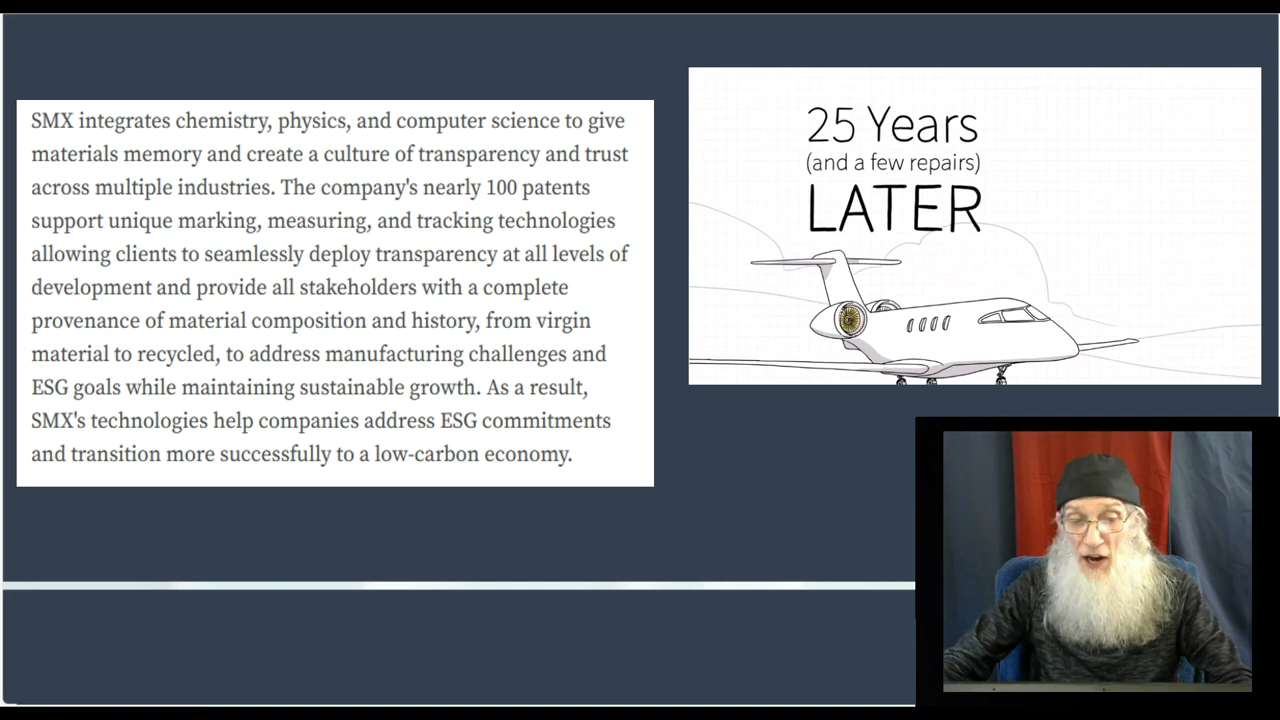 SMX integrates chemistry, physics, and computer science to give
materials memory and create a culture of transparency and trust
across multiple industries. The company's nearly 100 patents
support unique marking, measuring, and tracking technologies
allowing clients to seamlessly deploy transparency at all levels of
development and provide all stakeholders with a complete
provenance of material composition and history, from virgin
material to recycled, to address manufacturing challenges and
ESG goals while maintaining sustainable growth. As a result,
SMX's technologies help companies address ESG commitments
and transition more successfully to a low-carbon economy.
25 Years
(and a few repairs)
LATER